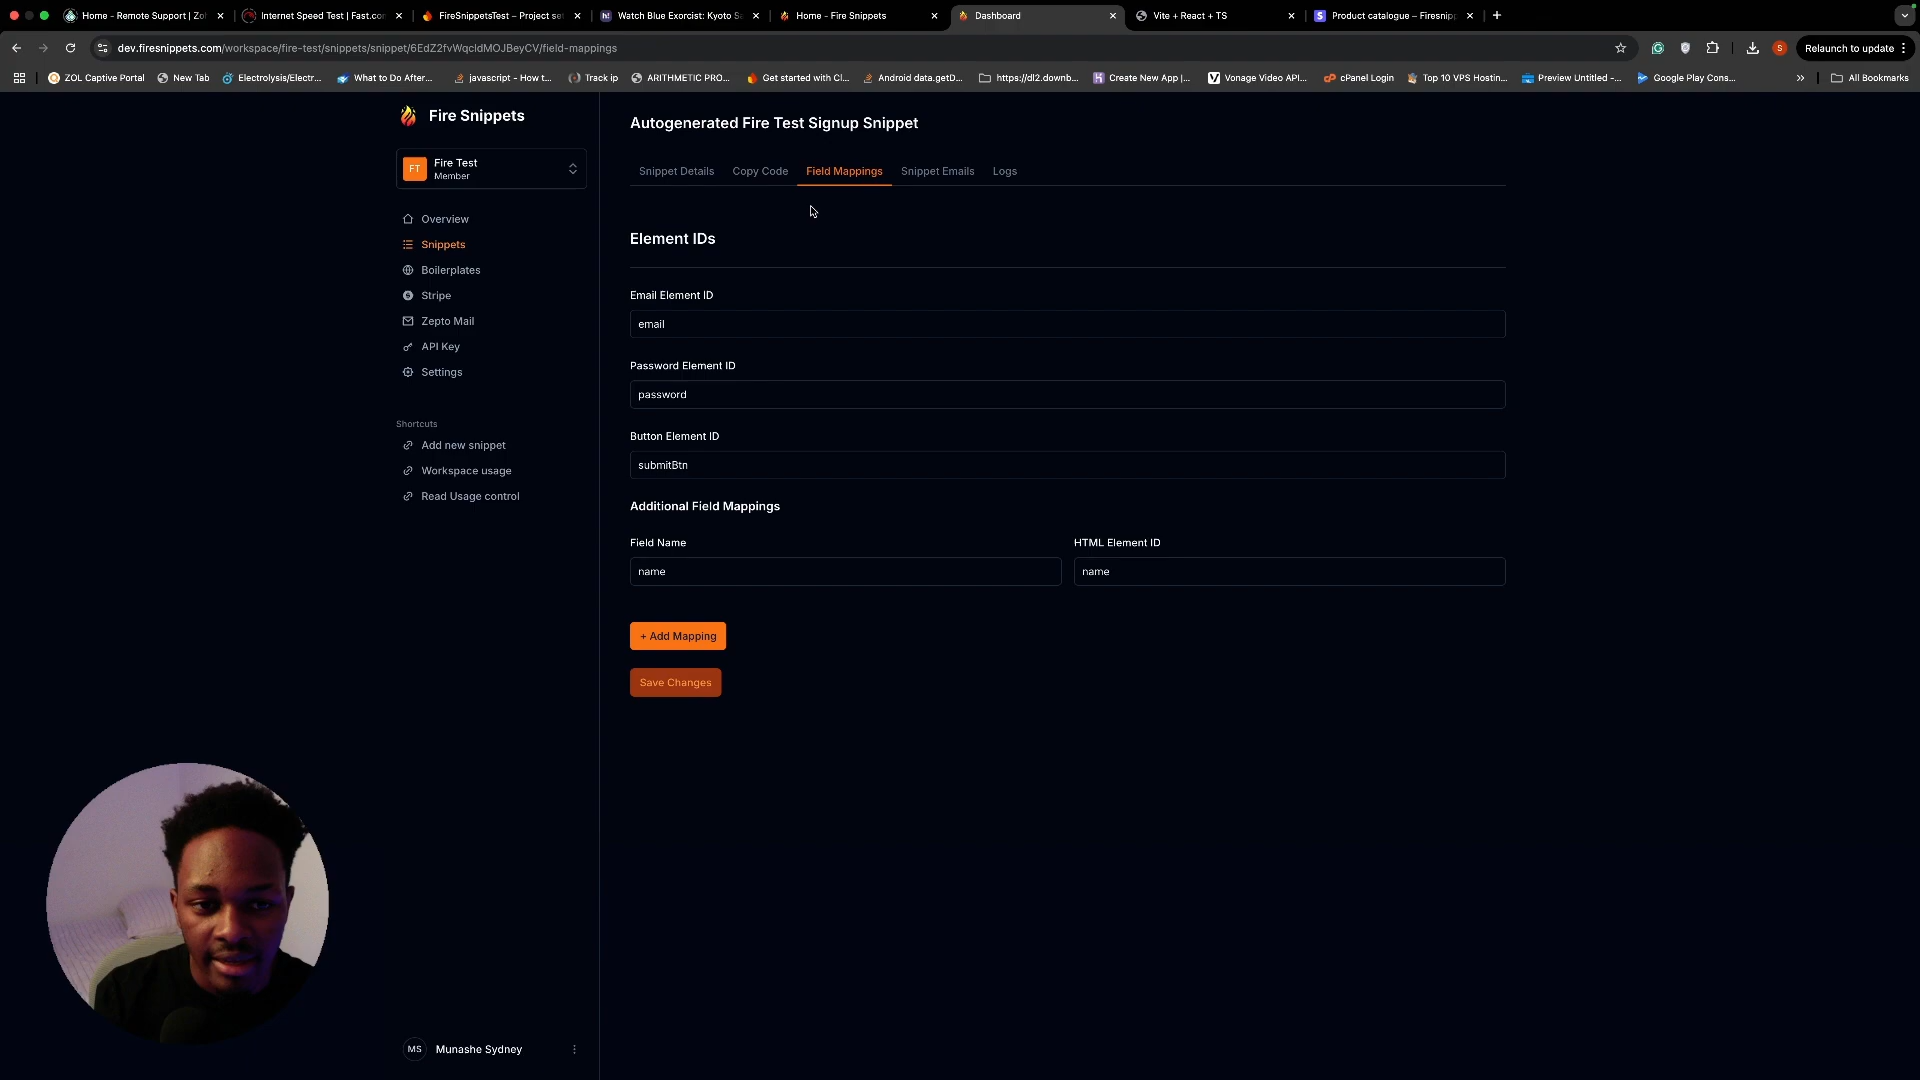 Home - Remote Support | Zoh
Internet Speed Test | Fast.com
FireSnippetsTest – Project set
Watch Blue Exorcist: Kyoto Sa
Home - Fire Snippets
Dashboard
Vite + React + TS
Product catalogue – Firesnipp
dev.firesnippets.com/workspace/fire-test/snippets/snippet/6EdZ2fvWqcIdMOJBeyCV/field-mappings
S
Relaunch to update
ZOL Captive Portal
New Tab
Electrolysis/Electr...
What to Do After...
javascript - How t...
Track ip
ARITHMETIC PRO...
Get started with Cl...
Android data.getD...
https://dl2.downb...
Create New App |...
Vonage Video API...
cPanel Login
Top 10 VPS Hostin...
Preview Untitled -...
Google Play Cons...
All Bookmarks
Fire Snippets
FT
Fire Test
Member
Overview
Snippets
Boilerplates
Stripe
Zepto Mail
API Key
Settings
Shortcuts
Add new snippet
Workspace usage
Read Usage control
MS
Munashe Sydney
Autogenerated Fire Test Signup Snippet
Snippet Details
Copy Code
Field Mappings
Snippet Emails
Logs
Element IDs
Email Element ID
email
Password Element ID
password
Button Element ID
submitBtn
Additional Field Mappings
Field Name
HTML Element ID
name
name
+ Add Mapping
Save Changes